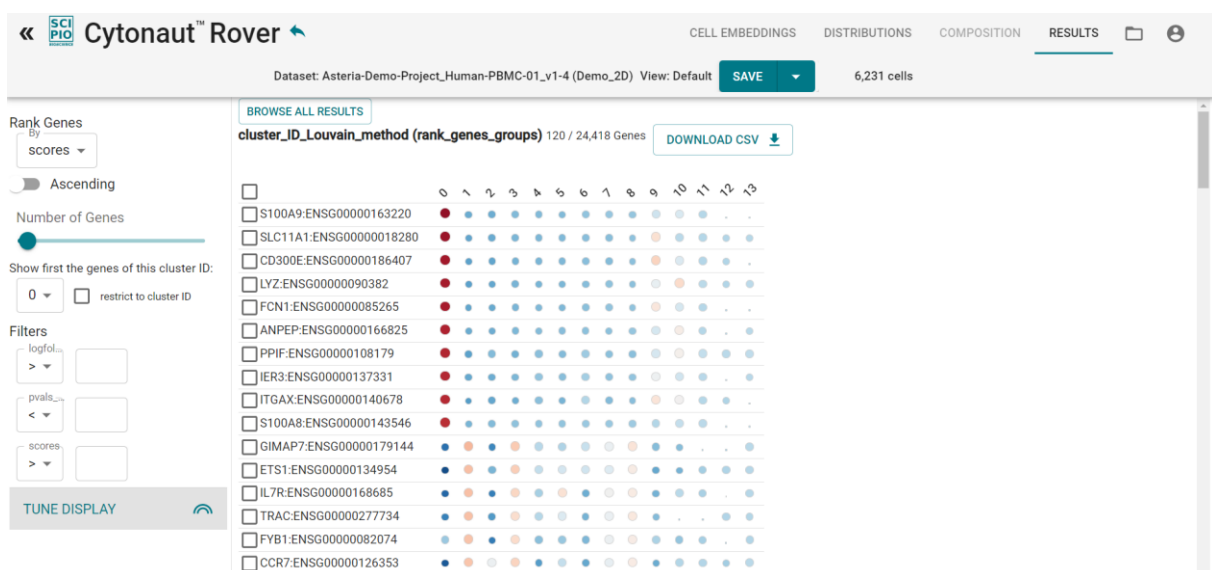 « SCIPIO Cytonaut™ Rover
CELL EMBEDDINGS DISTRIBUTIONS COMPOSITION RESULTS
Dataset: Asteria-Demo-Project_Human-PBMC-01_v1-4 (Demo_2D) View: Default SAVE 6,231 cells
Rank Genes
By
scores
Ascending
Number of Genes
Show first the genes of this cluster ID:
0 restrict to cluster ID
Filters
logfol...
>
pvals_...
<
scores
>
TUNE DISPLAY
BROWSE ALL RESULTS
cluster_ID_Louvain_method (rank_genes_groups) 120 / 24,418 Genes DOWNLOAD CSV
0 1 2 3 4 5 6 7 8 9 10 11 12 13
S100A9:ENSG00000163220
SLC11A1:ENSG00000018280
CD300E:ENSG00000186407
LYZ:ENSG00000090382
FCN1:ENSG00000085265
ANPEP:ENSG00000166825
PPIF:ENSG00000108179
IER3:ENSG00000137331
ITGAX:ENSG00000140678
S100A8:ENSG00000143546
GIMAP7:ENSG00000179144
ETS1:ENSG00000134954
IL7R:ENSG00000168685
TRAC:ENSG00000277734
FYB1:ENSG00000082074
CCR7:ENSG00000126353